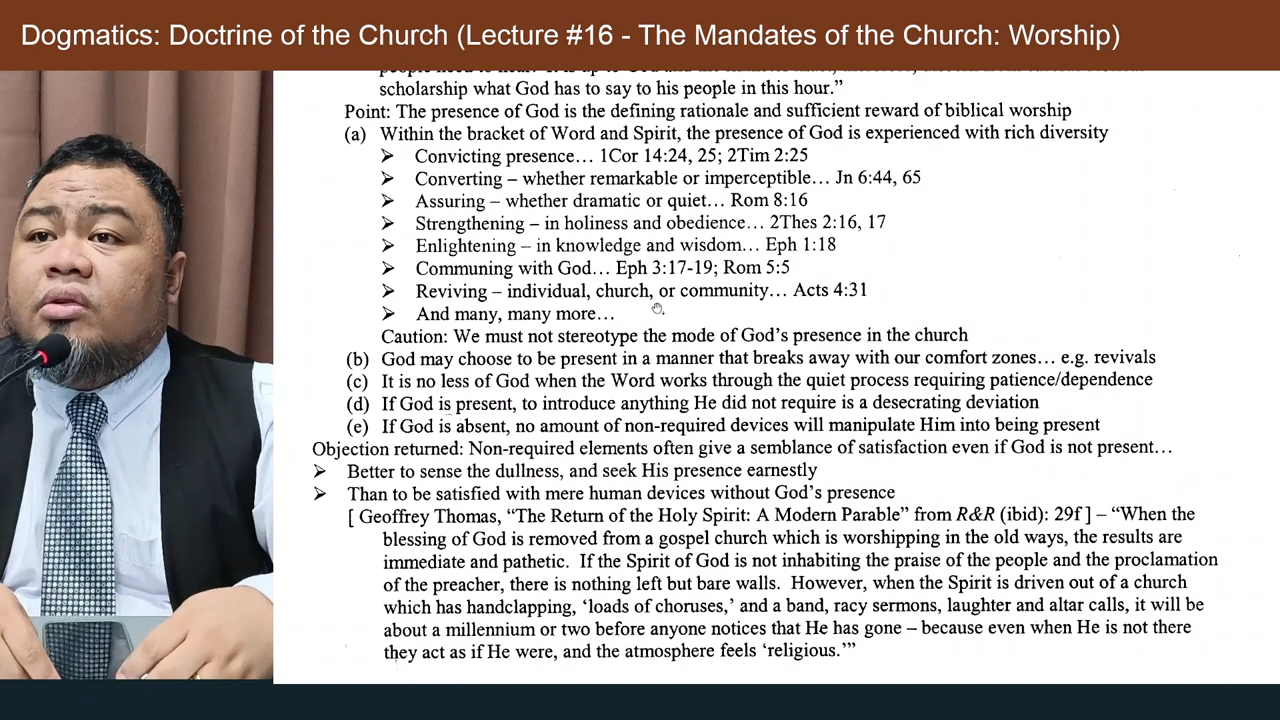 Dogmatics: Doctrine of the Church (Lecture #16 - The Mandates of the Church: Worship)
scholarship what God has to say to his people in this hour.”
Point: The presence of God is the defining rationale and sufficient reward of biblical worship
(a) Within the bracket of Word and Spirit, the presence of God is experienced with rich diversity
➢ Convicting presence… 1Cor 14:24, 25; 2Tim 2:25
➢ Converting – whether remarkable or imperceptible… Jn 6:44, 65
➢ Assuring – whether dramatic or quiet… Rom 8:16
➢ Strengthening – in holiness and obedience… 2Thes 2:16, 17
➢ Enlightening – in knowledge and wisdom… Eph 1:18
➢ Communing with God… Eph 3:17-19; Rom 5:5
➢ Reviving – individual, church, or community… Acts 4:31
➢ And many, many more…
Caution: We must not stereotype the mode of God’s presence in the church
(b) God may choose to be present in a manner that breaks away with our comfort zones… e.g. revivals
(c) It is no less of God when the Word works through the quiet process requiring patience/dependence
(d) If God is present, to introduce anything He did not require is a desecrating deviation
(e) If God is absent, no amount of non-required devices will manipulate Him into being present
Objection returned: Non-required elements often give a semblance of satisfaction even if God is not present…
➢ Better to sense the dullness, and seek His presence earnestly
➢ Than to be satisfied with mere human devices without God’s presence
[ Geoffrey Thomas, “The Return of the Holy Spirit: A Modern Parable” from R&R (ibid): 29f ] – “When the
blessing of God is removed from a gospel church which is worshipping in the old ways, the results are
immediate and pathetic. If the Spirit of God is not inhabiting the praise of the people and the proclamation
of the preacher, there is nothing left but bare walls. However, when the Spirit is driven out of a church
which has handclapping, ‘loads of choruses,’ and a band, racy sermons, laughter and altar calls, it will be
about a millennium or two before anyone notices that He has gone – because even when He is not there
they act as if He were, and the atmosphere feels ‘religious.’”